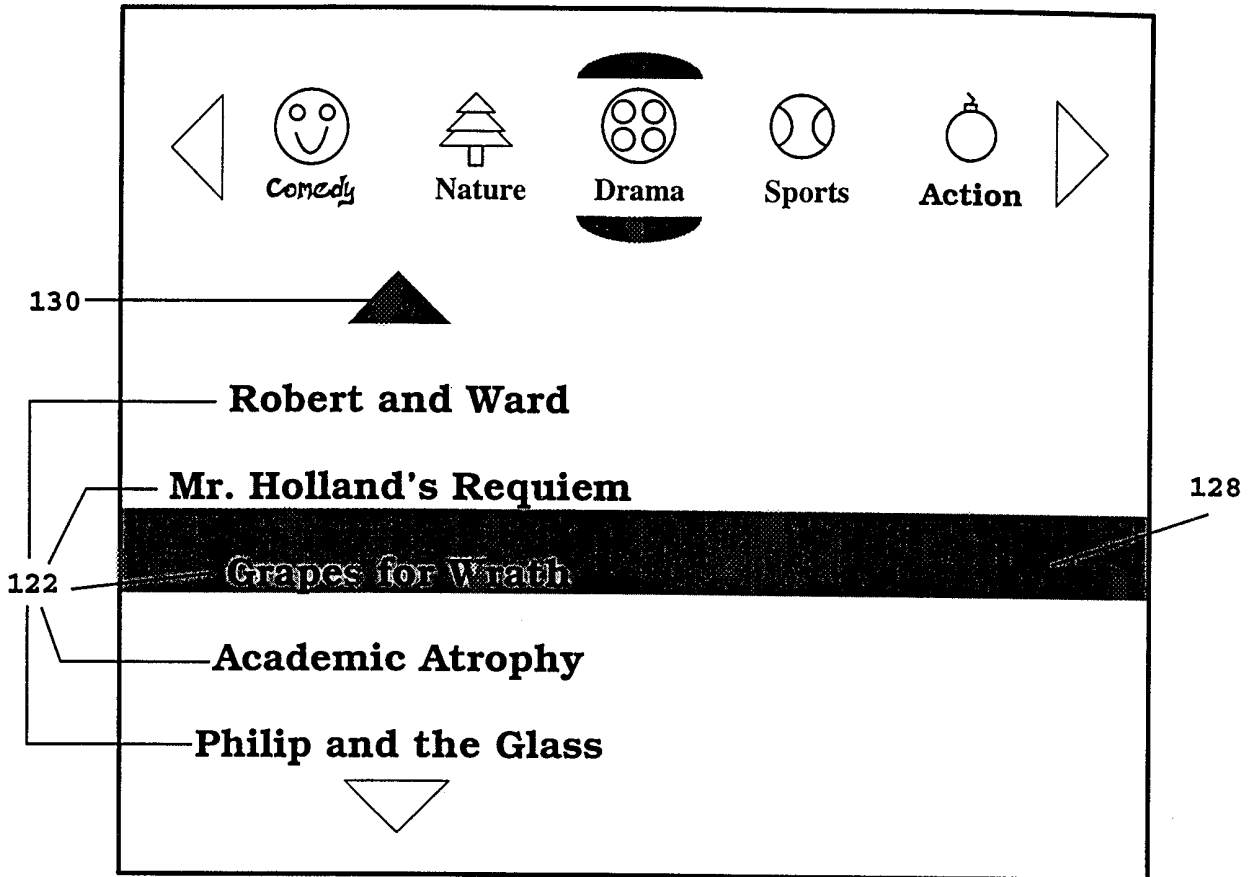 Comedy Nature Drama Sports Action
130
Robert and Ward
Mr. Holland's Requiem
128
Grapes for Wrath
122
Academic Atrophy
Philip and the Glass